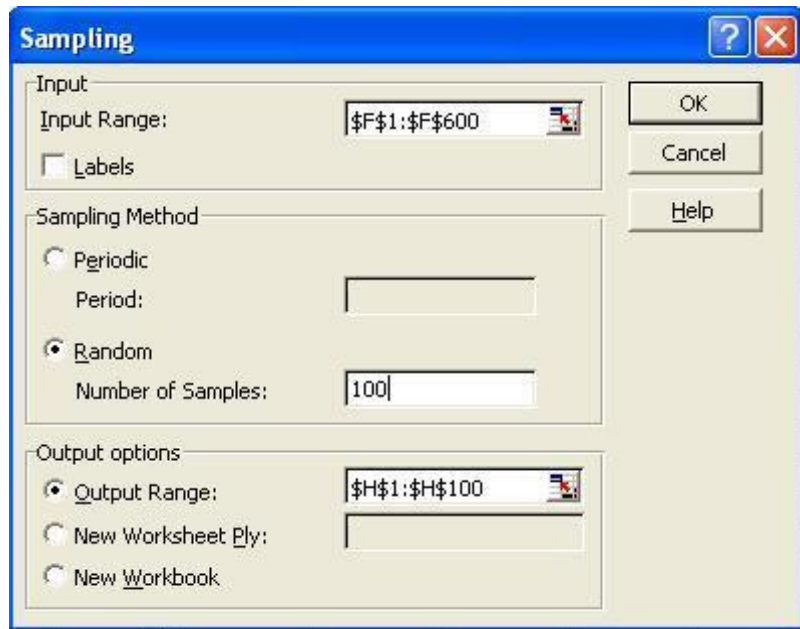 Sampling
Input
Input Range: $F$1:$F$600
Labels
OK
Cancel
Help
Sampling Method
Periodic
Period:
Random
Number of Samples: 100
Output options
Output Range: $H$1:$H$100
New Worksheet Ply:
New Workbook